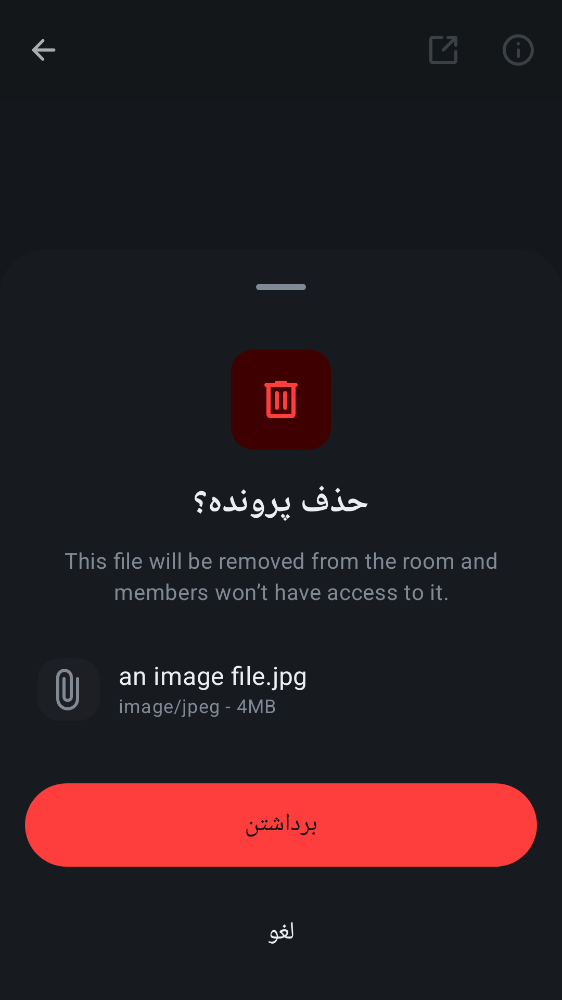 حذف پرونده؟
This file will be removed from the room and
members won’t have access to it.
an image file.jpg
image/jpeg - 4MB
برداشتن
لغو